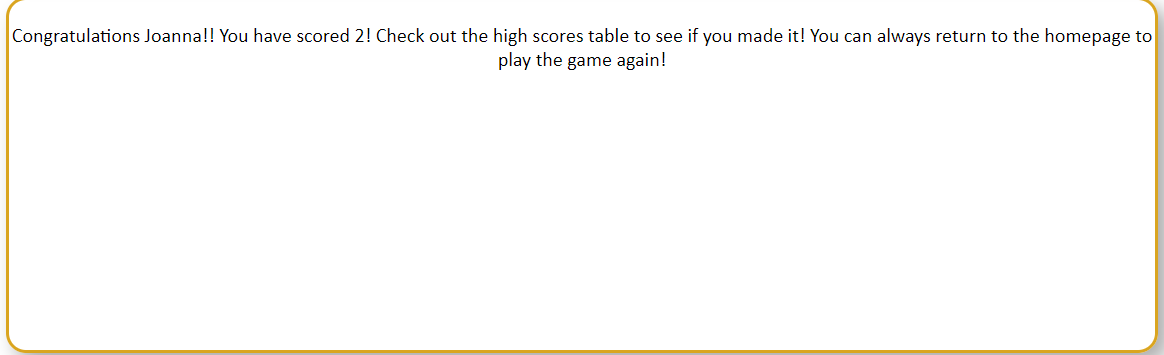 Congratulations Joanna!! You have scored 2! Check out the high scores table to see if you made it! You can always return to the homepage to
play the game again!